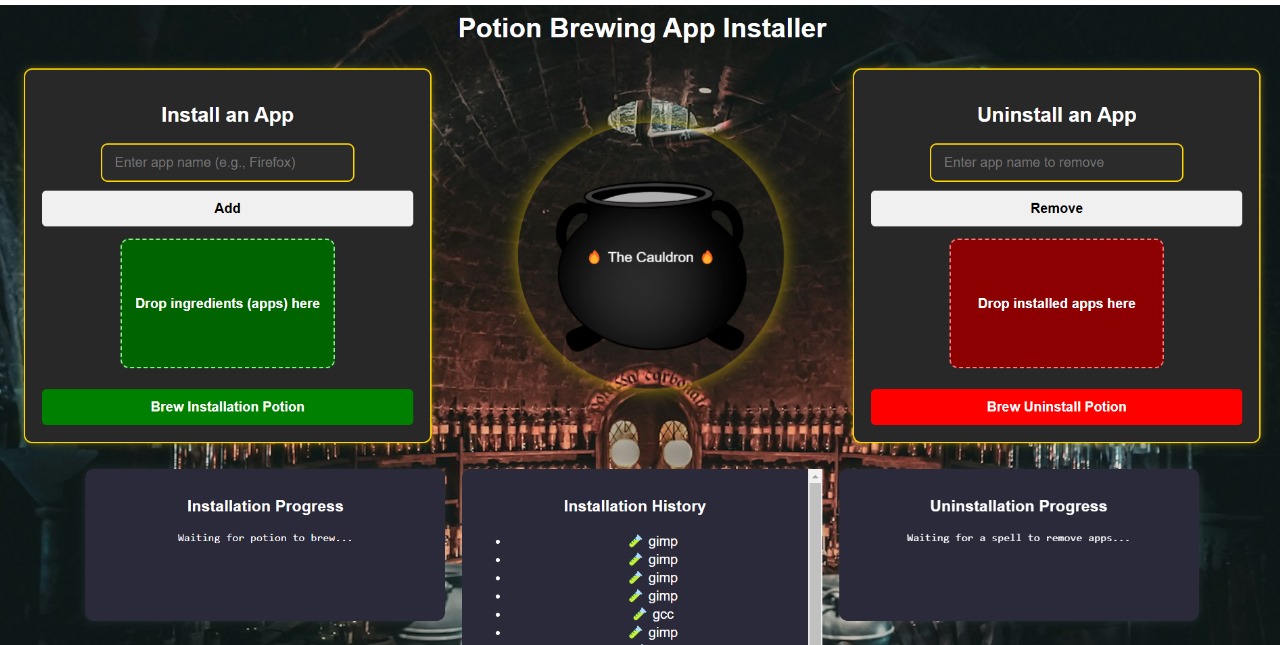 Potion Brewing App Installer
Install an App
Enter app name (e.g., Firefox)
Add
Drop ingredients (apps) here
Brew Installation Potion
🔥 The Cauldron 🔥
Uninstall an App
Enter app name to remove
Remove
Drop installed apps here
Brew Uninstall Potion
Installation Progress
Waiting for potion to brew...
Installation History
• 🧪 gimp
• 🧪 gimp
• 🧪 gimp
• 🧪 gimp
• 🧪 gcc
• 🧪 gimp
Uninstallation Progress
Waiting for a spell to remove apps...